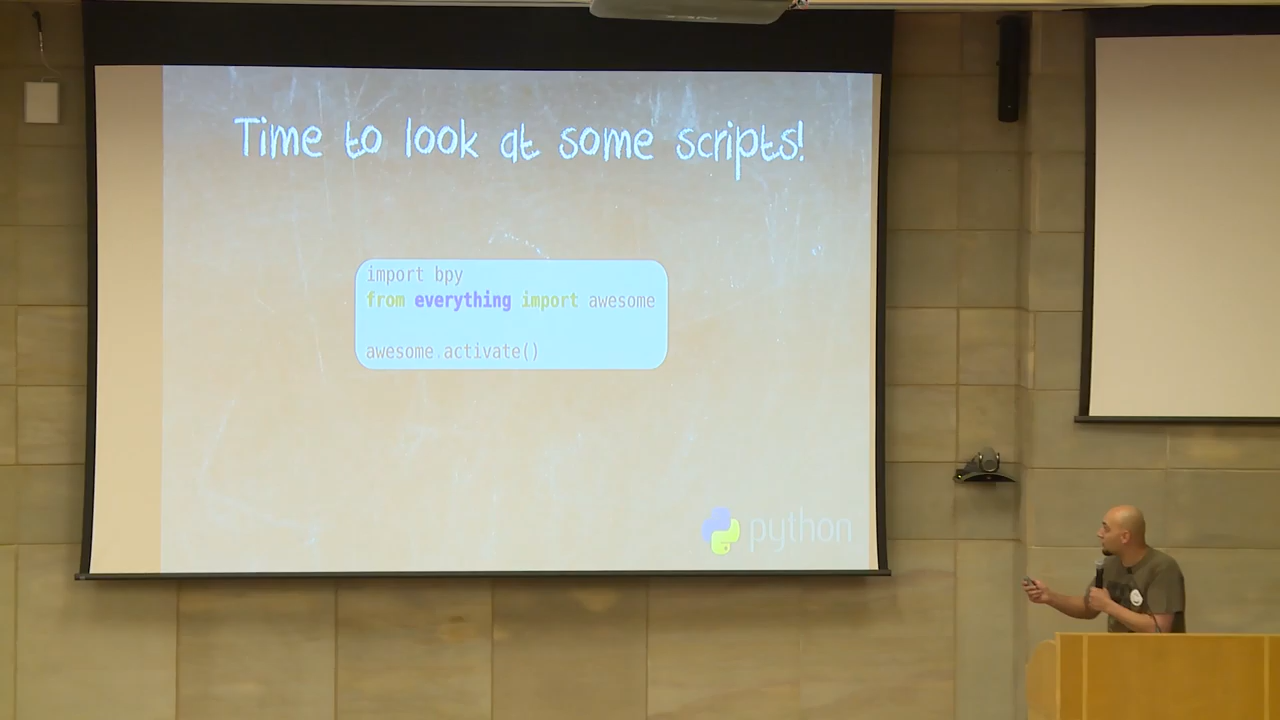 Time to look at some scripts!
import bpy
from everything import awesome
awesome.activate()
python